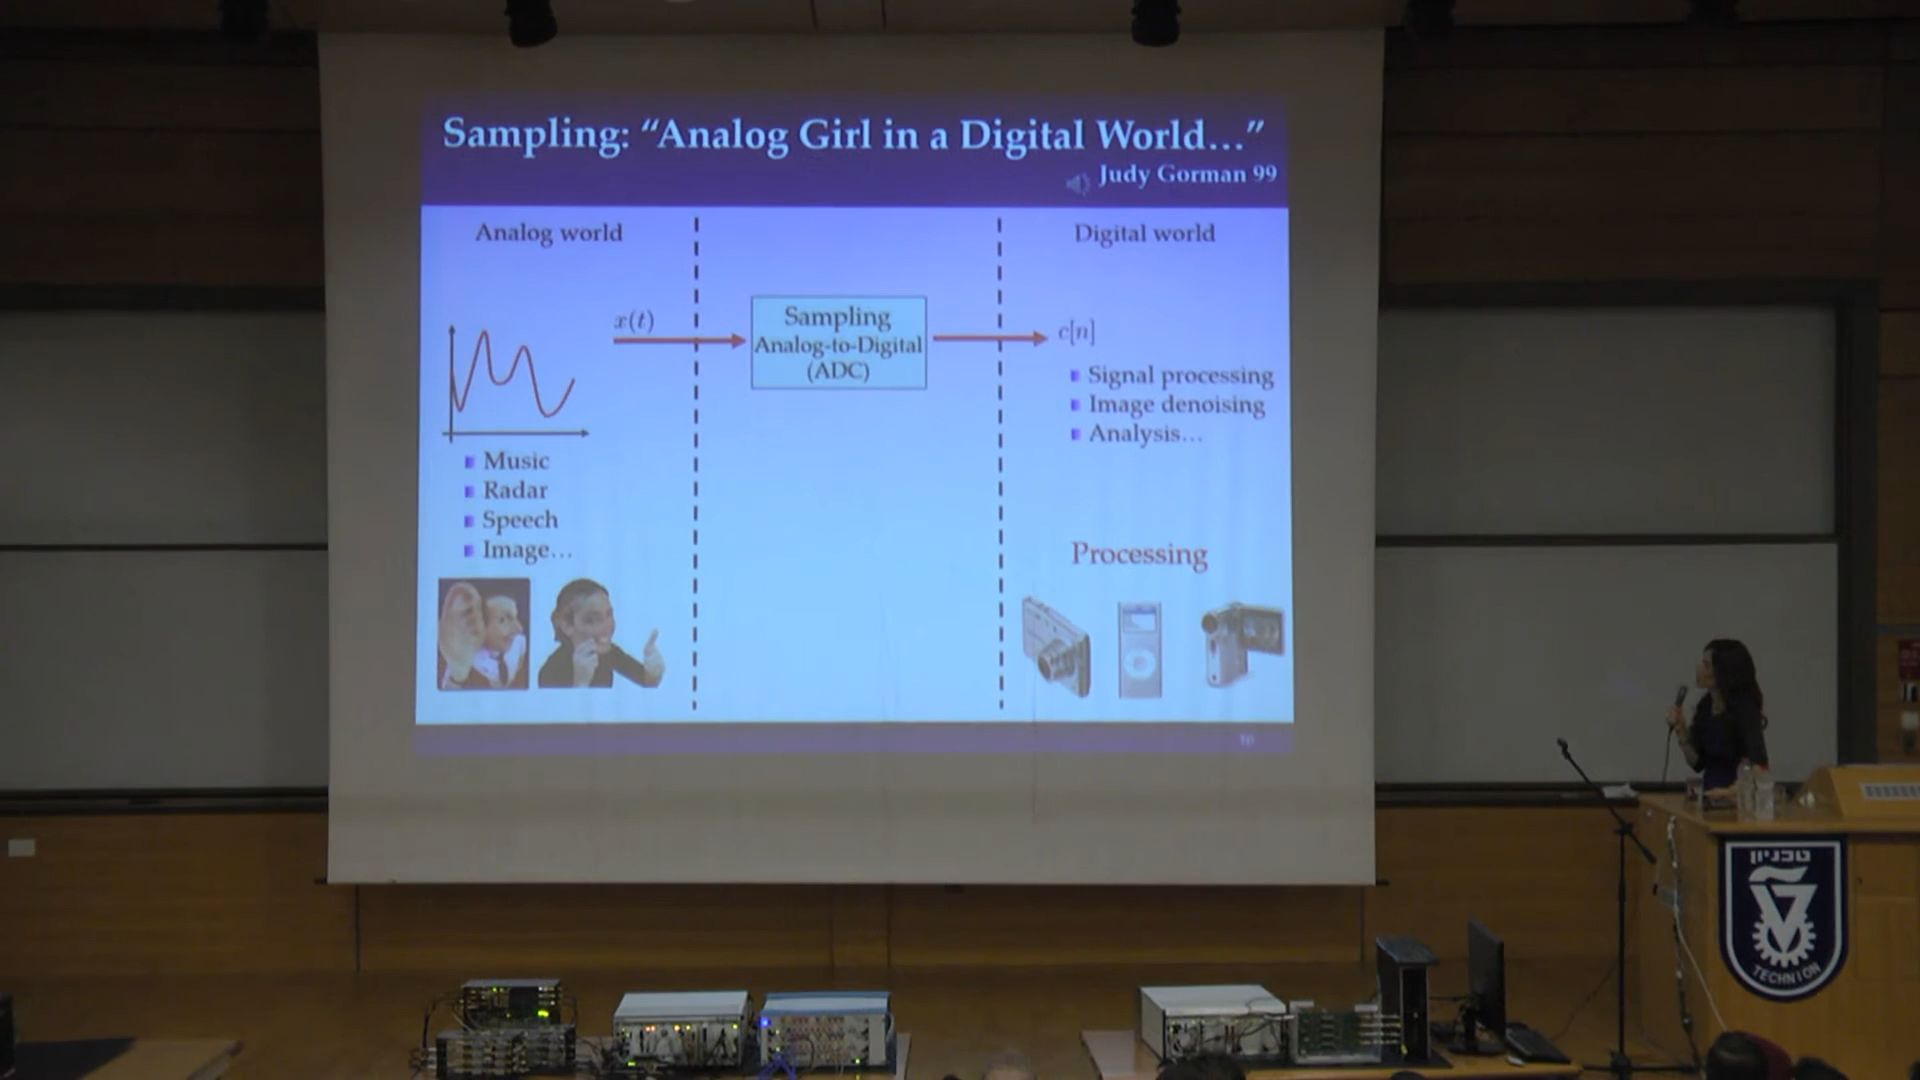 Sampling: “Analog Girl in a Digital World…”
Judy Gorman 99
Analog world
Digital world
x(t)
Sampling
Analog-to-Digital
(ADC)
c[n]
Signal processing
Image denoising
Analysis…
Music
Radar
Speech
Image…
Processing
טכניון
TECHNION